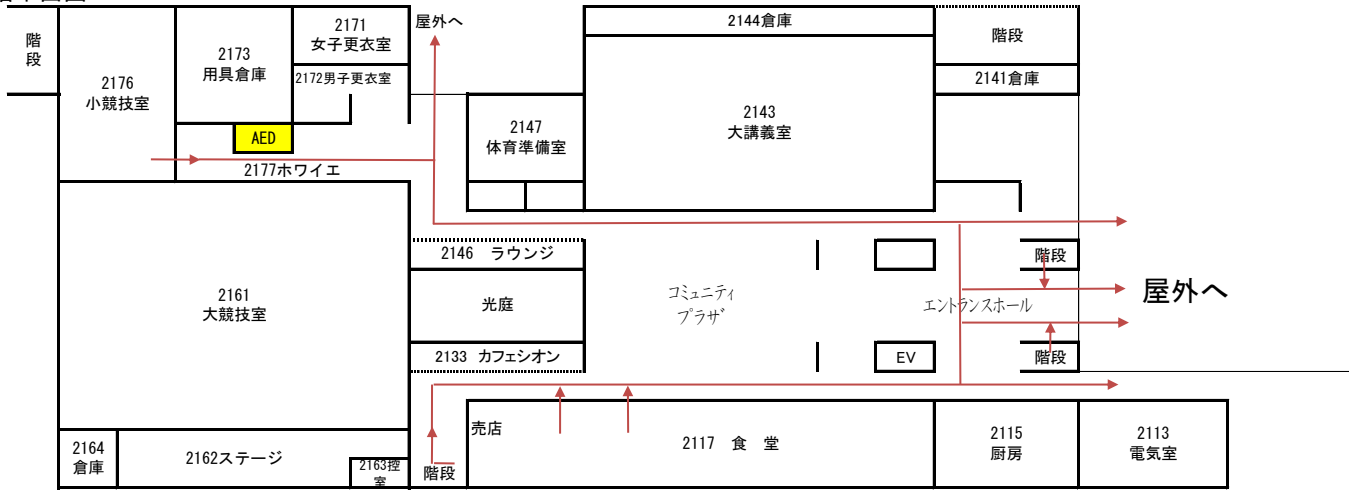 階
段
2176
小競技室
2173
用具倉庫
2171
女子更衣室
2172男子更衣室
屋外へ
AED
2177ホワイエ
2144倉庫
2143
大講義室
2147
体育準備室
階段
2141倉庫
2161
大競技室
2146 ラウンジ
光庭
2133 カフェシオン
コミュニティ
プラザ
エントランスホール
EV
階段
階段
屋外へ
2164
倉庫
2162ステージ
2163控
室
階段
売店
2117 食 堂
2115
厨房
2113
電気室